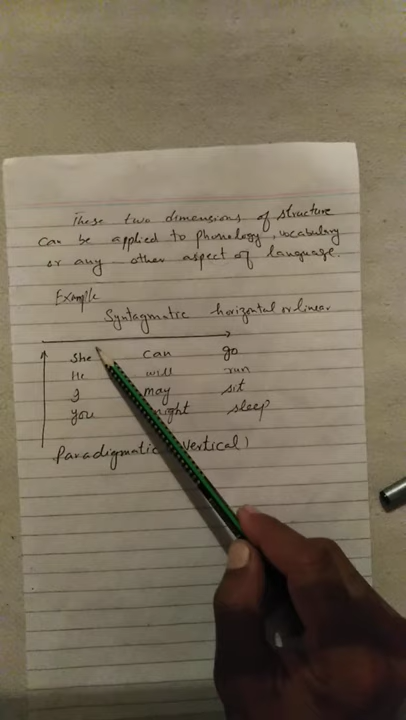 These two dimensions of structure
can be applied to phonology, vocabulary
or any other aspect of language.
Example
Syntagmatic horizontal or linear
She can go
He will run
I may sit
You might sleep
Paradigmatic (Vertical)